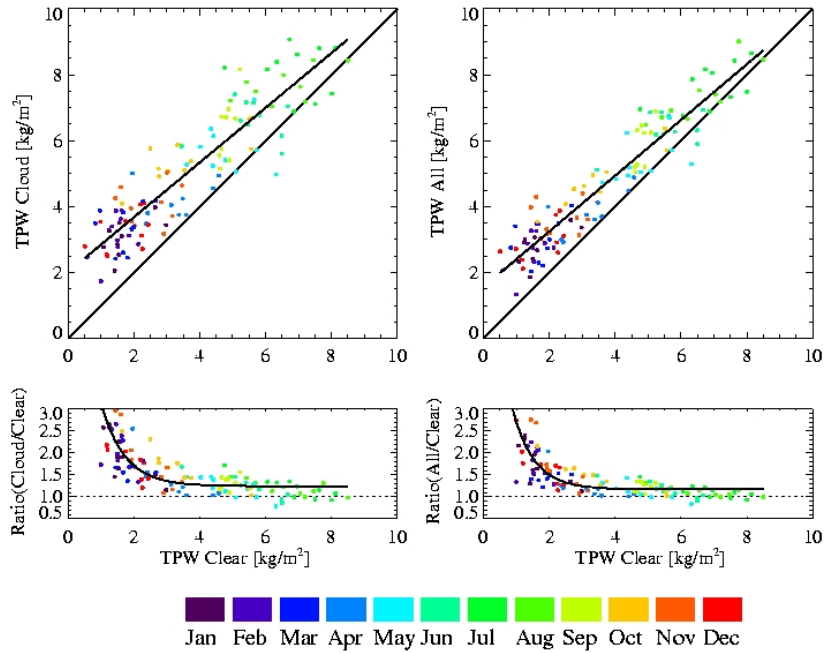 10
8
6
4
2
0
TPW Cloud [kg/m²]
0 2 4 6 8 10
10
8
6
4
2
0
TPW All [kg/m²]
0 2 4 6 8 10
3.0
2.5
2.0
1.5
1.0
0.5
Ratio(Cloud/Clear)
0 2 4 6 8 10
TPW Clear [kg/m²]
3.0
2.5
2.0
1.5
1.0
0.5
Ratio(All/Clear)
0 2 4 6 8 10
TPW Clear [kg/m²]
Jan Feb Mar Apr May Jun Jul Aug Sep Oct Nov Dec